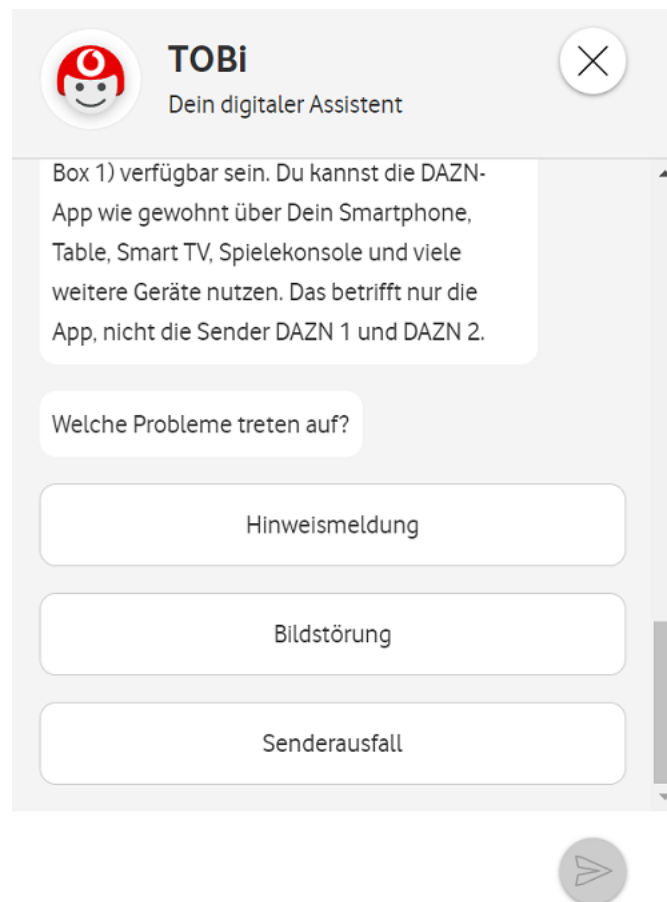 TOBi
Dein digitaler Assistent
Box 1) verfügbar sein. Du kannst die DAZN-
App wie gewohnt über Dein Smartphone,
Table, Smart TV, Spielekonsole und viele
weitere Geräte nutzen. Das betrifft nur die
App, nicht die Sender DAZN 1 und DAZN 2.
Welche Probleme treten auf?
Hinweismeldung
Bildstörung
Senderausfall